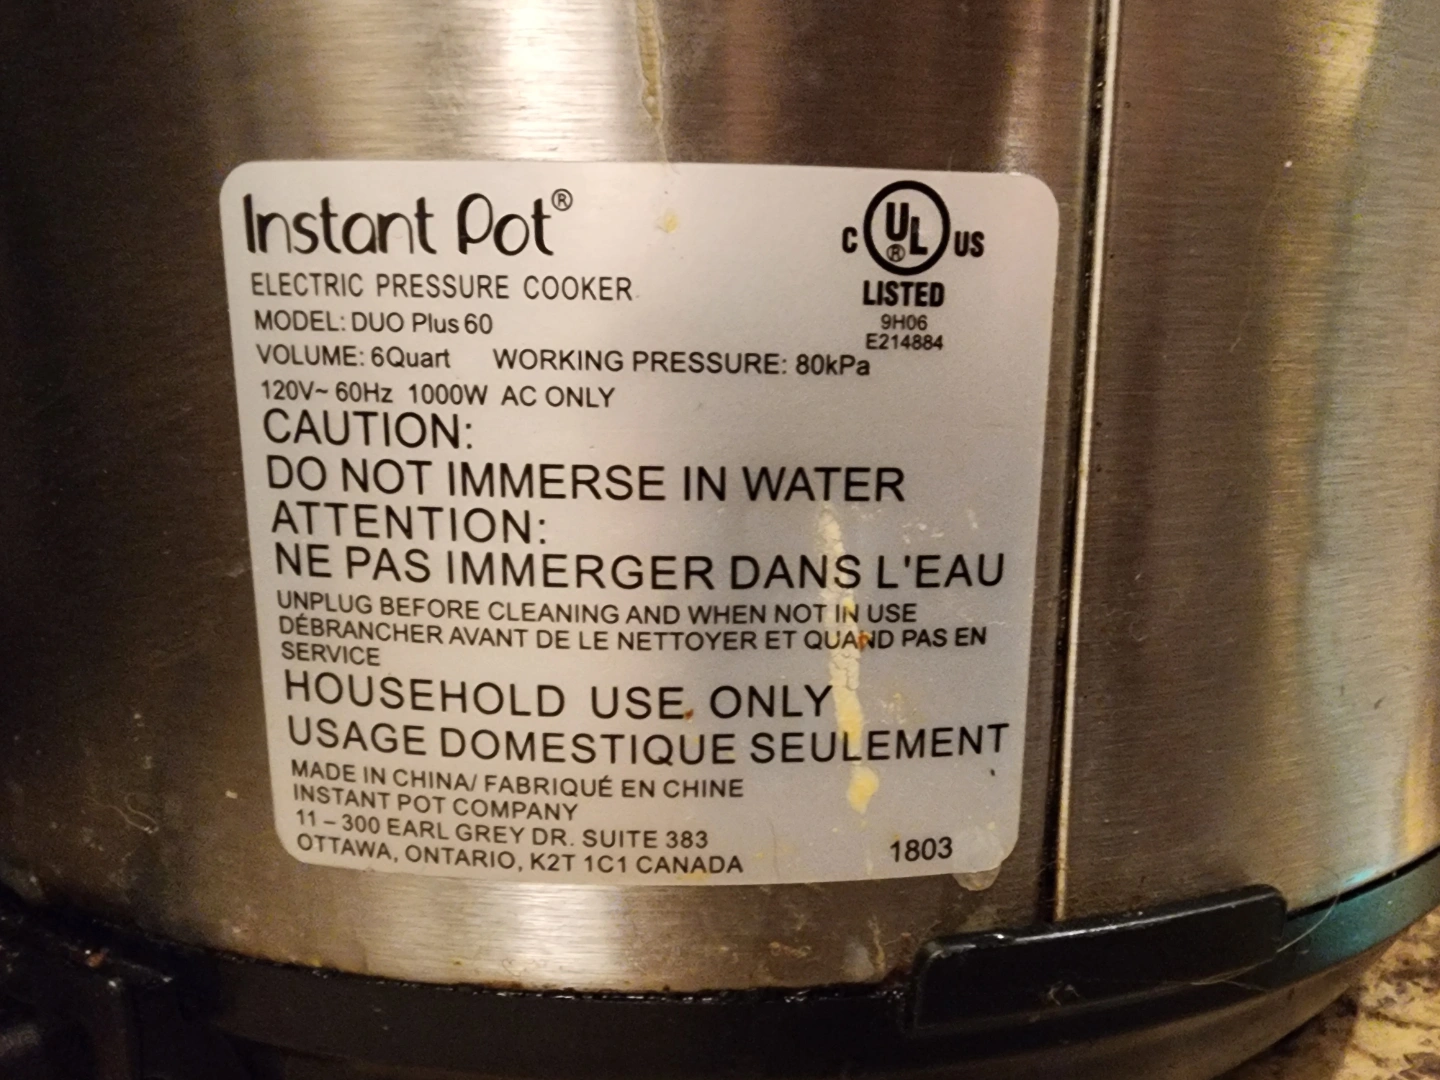 Instant Pot®
C UL® US
LISTED
9H06
E214884
ELECTRIC PRESSURE COOKER
MODEL: DUO Plus 60
VOLUME: 6Quart WORKING PRESSURE: 80kPa
120V~ 60Hz 1000W AC ONLY
CAUTION:
DO NOT IMMERSE IN WATER
ATTENTION:
NE PAS IMMERGER DANS L'EAU
UNPLUG BEFORE CLEANING AND WHEN NOT IN USE
DÉBRANCHER AVANT DE LE NETTOYER ET QUAND PAS EN
SERVICE
HOUSEHOLD USE ONLY
USAGE DOMESTIQUE SEULEMENT
MADE IN CHINA/ FABRIQUÉ EN CHINE
INSTANT POT COMPANY
11 – 300 EARL GREY DR. SUITE 383
OTTAWA, ONTARIO, K2T 1C1 CANADA
1803